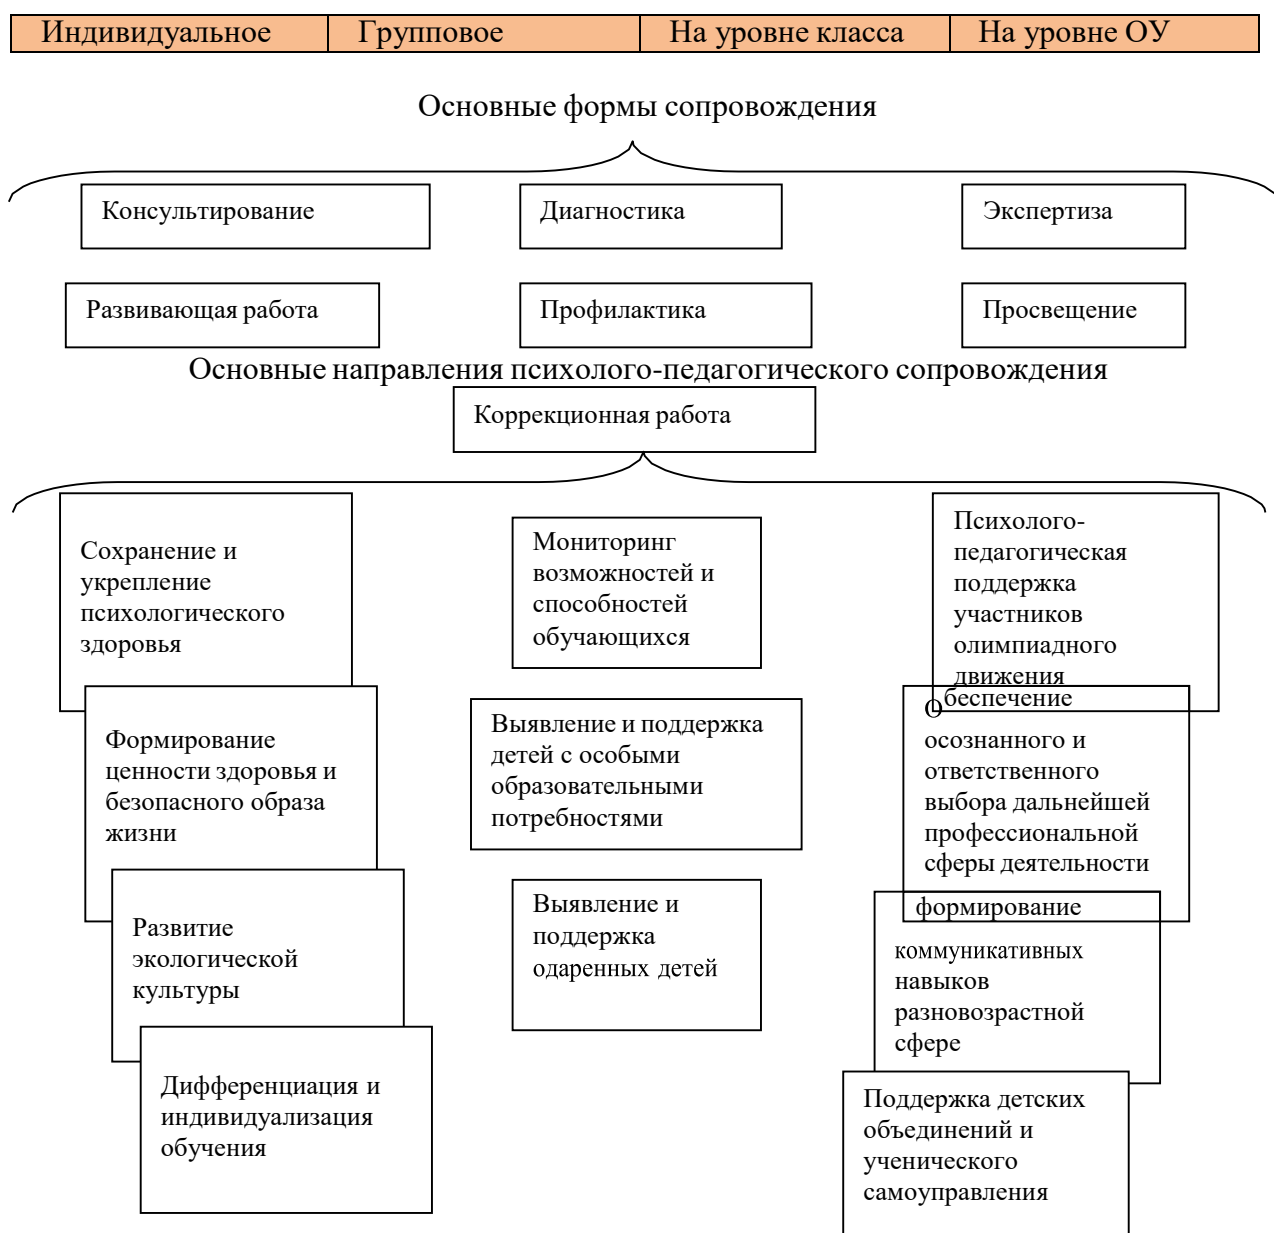 Индивидуальное Групповое На уровне класса На уровне ОУ
Основные формы сопровождения
Консультирование
Диагностика
Экспертиза
Развивающая работа
Профилактика
Просвещение
Основные направления психолого-педагогического сопровождения
Коррекционная работа
Сохранение и
укрепление
психологического
здоровья
Формирование
ценности здоровья и
безопасного образа
жизни
Развитие
экологической
культуры
Дифференциация и
индивидуализация
обучения
Мониторинг
возможностей и
способностей
обучающихся
Выявление и поддержка
детей с особыми
образовательными
потребностями
Выявление и
поддержка
одаренных детей
Психолого-
педагогическая
поддержка
участников
олимпиадного
движения
Обеспечение
осознанного и
ответственного
выбора дальнейшей
профессиональной
сферы деятельности
формирование
коммуникативных
навыков
разновозрастной
сфере
Поддержка детских
объединений и
ученического
самоуправления